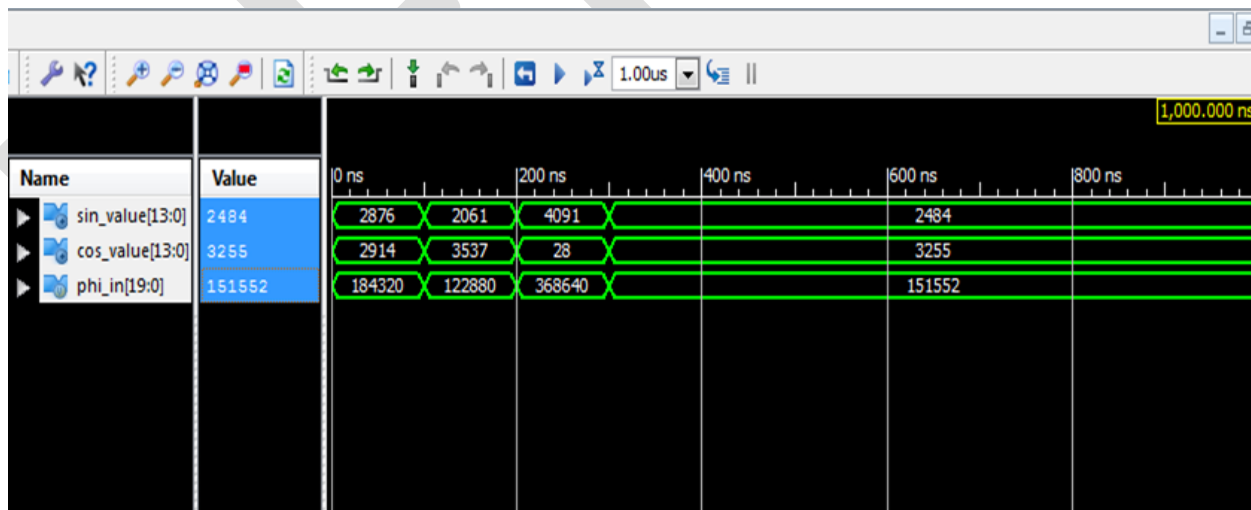 1.00us
1,000.000 ns
Name Value 0 ns 200 ns 400 ns 600 ns 800 ns
sin_value[13:0] 2484 2876 2061 4091 2484
cos_value[13:0] 3255 2914 3537 28 3255
phi_in[19:0] 151552 184320 122880 368640 151552